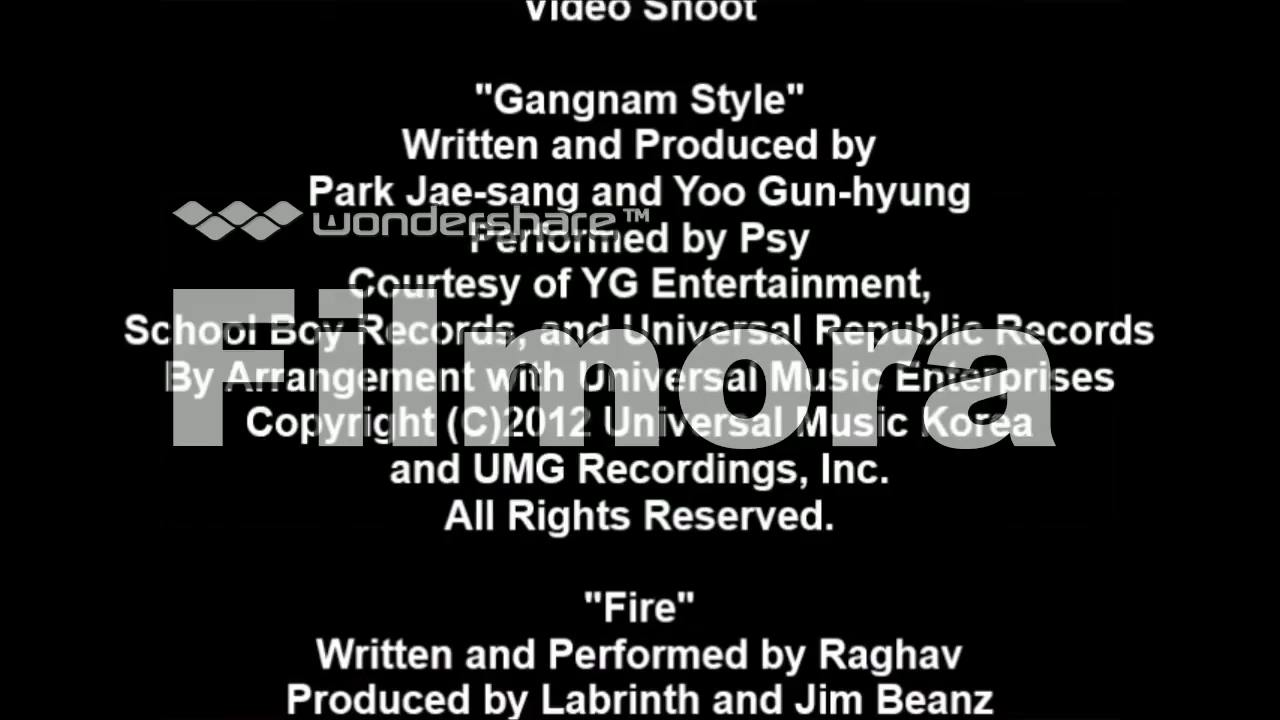 Video Shoot
"Gangnam Style"
Written and Produced by
Park Jae-sang and Yoo Gun-hyung
wondershare™
Performed by Psy
Courtesy of YG Entertainment,
Filmora
School Boy Records, and Universal Republic Records
By Arrangement with Universal Music Enterprises
Copyright (C)2012 Universal Music Korea
and UMG Recordings, Inc.
All Rights Reserved.
"Fire"
Written and Performed by Raghav
Produced by Labrinth and Jim Beanz